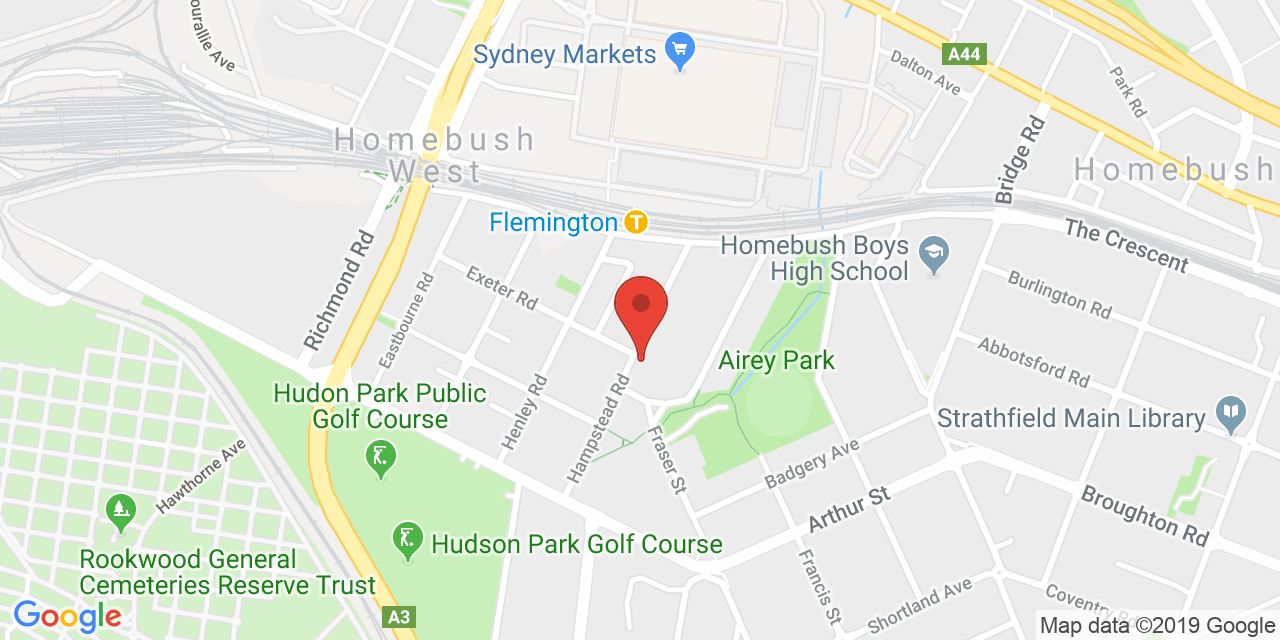 ourallie Ave
Sydney Markets
A44
Dalton Ave
Park Rd
Homebush
West
Bridge Rd
Homebush
Flemington
T
The Crescent
Homebush Boys
High School
Richmond Rd
Eastbourne Rd
Exeter Rd
Burlington Rd
Abbotsford Rd
Airey Park
Hudon Park Public
Golf Course
Henley Rd
Hampstead Rd
Fraser St
Strathfield Main Library
Badgery Ave
Arthur St
Broughton Rd
Hawthorne Ave
Hudson Park Golf Course
Rookwood General
Cemeteries Reserve Trust
Francis St
Shortland Ave
Coventry
A3
Google
Map data ©2019 Google